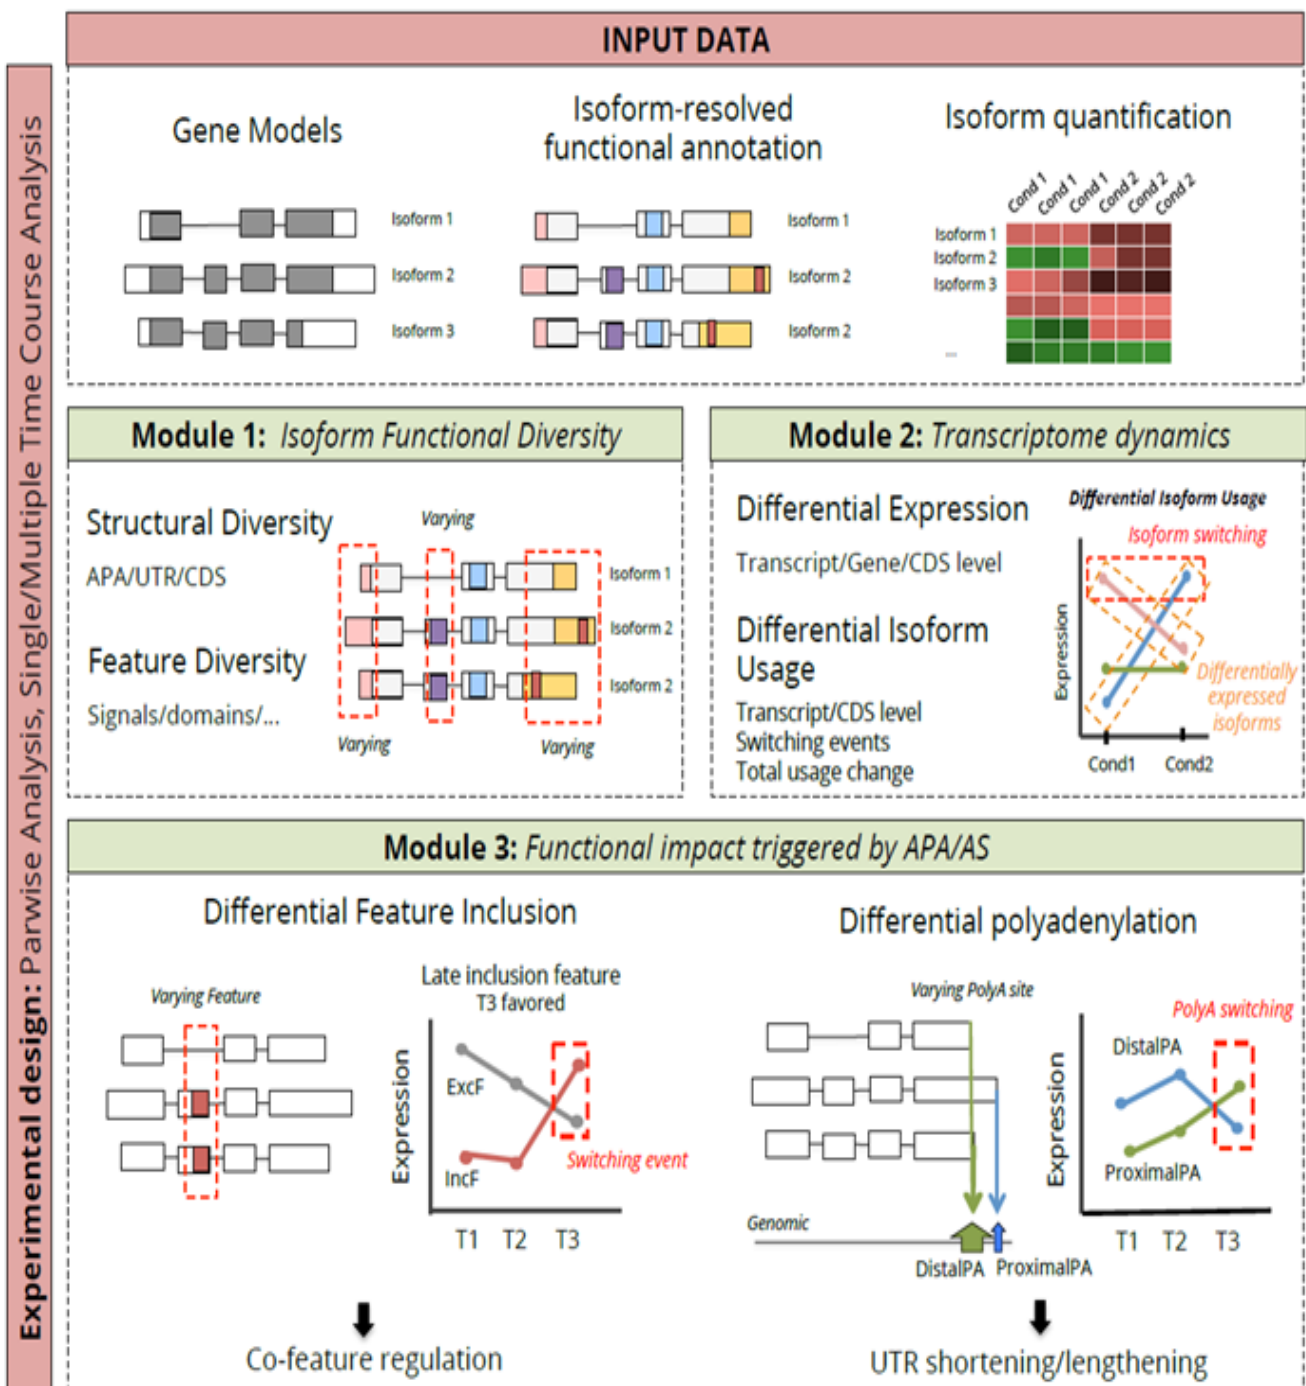 INPUT DATA
Experimental design: Parwise Analysis, Single/Multiple Time Course Analysis
Gene Models
Isoform 1
Isoform 2
Isoform 3
Isoform-resolved
functional annotation
Isoform 1
Isoform 2
Isoform 2
Isoform quantification
Cond 1 Cond 1 Cond 1 Cond 2 Cond 2 Cond 2
Isoform 1
Isoform 2
Isoform 3
...
Module 1: Isoform Functional Diversity
Structural Diversity
APA/UTR/CDS
Feature Diversity
Signals/domains/...
Varying
Isoform 1
Isoform 2
Isoform 2
Varying
Varying
Module 2: Transcriptome dynamics
Differential Expression
Transcript/Gene/CDS level
Differential Isoform
Usage
Transcript/CDS level
Switching events
Total usage change
Differential Isoform Usage
Isoform switching
Expression
Differentially
expressed
isoforms
Cond1 Cond2
Module 3: Functional impact triggered by APA/AS
Differential Feature Inclusion
Varying Feature
Late inclusion feature
T3 favored
Expression
ExcF
IncF
Switching event
T1 T2 T3
Co-feature regulation
Differential polyadenylation
Varying PolyA site
Genomic
DistalPA ProximalPA
PolyA switching
Expression
DistalPA
ProximalPA
T1 T2 T3
UTR shortening/lengthening